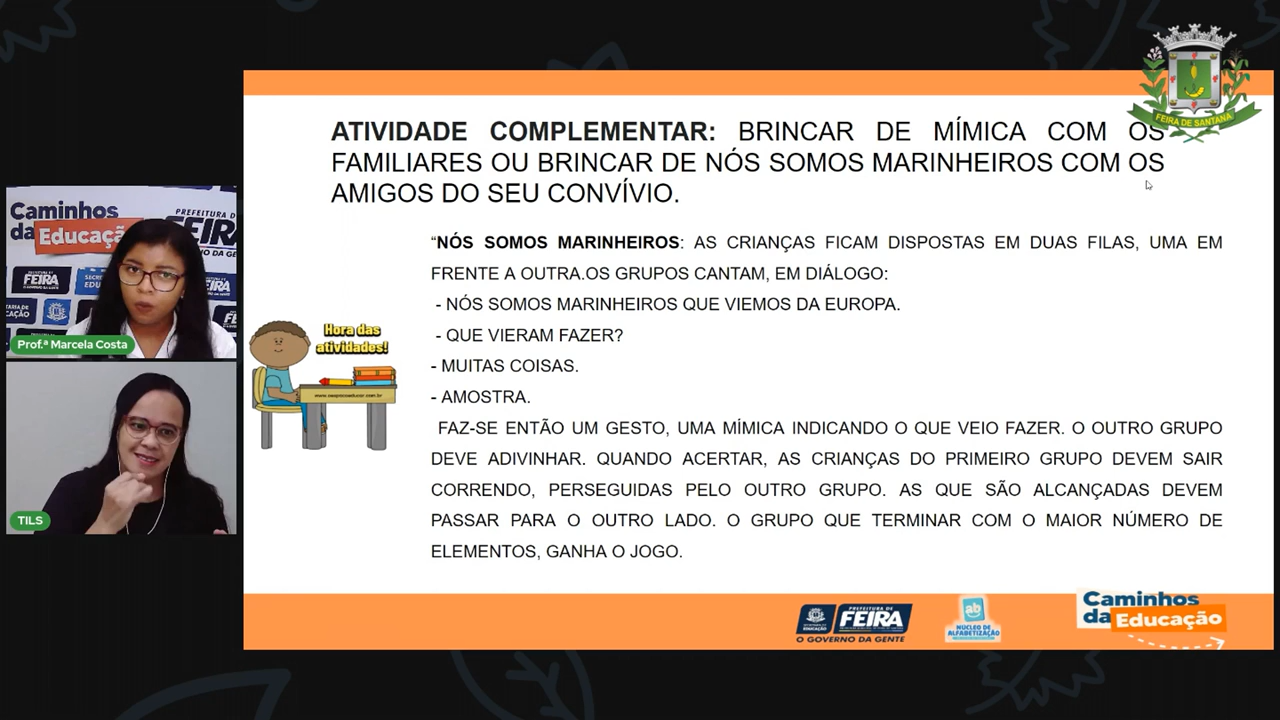 FEIRA DE SANTANA
ATIVIDADE COMPLEMENTAR: BRINCAR DE MÍMICA COM OS
FAMILIARES OU BRINCAR DE NÓS SOMOS MARINHEIROS COM OS
AMIGOS DO SEU CONVÍVIO.
“NÓS SOMOS MARINHEIROS: AS CRIANÇAS FICAM DISPOSTAS EM DUAS FILAS, UMA EM
FRENTE A OUTRA.OS GRUPOS CANTAM, EM DIÁLOGO:
- NÓS SOMOS MARINHEIROS QUE VIEMOS DA EUROPA.
- QUE VIERAM FAZER?
- MUITAS COISAS.
- AMOSTRA.
FAZ-SE ENTÃO UM GESTO, UMA MÍMICA INDICANDO O QUE VEIO FAZER. O OUTRO GRUPO
DEVE ADIVINHAR. QUANDO ACERTAR, AS CRIANÇAS DO PRIMEIRO GRUPO DEVEM SAIR
CORRENDO, PERSEGUIDAS PELO OUTRO GRUPO. AS QUE SÃO ALCANÇADAS DEVEM
PASSAR PARA O OUTRO LADO. O GRUPO QUE TERMINAR COM O MAIOR NÚMERO DE
ELEMENTOS, GANHA O JOGO.
Hora das
atividades!
Caminhos
da Educaçã
PREFEITURA D
FEIRA
Prof.ª Marcela Costa
TILS
PREFEITURA DE
FEIRA
O GOVERNO DA GENTE
ab
NÚCLEO DE
ALFABETIZAÇÃO
Caminhos
da Educação